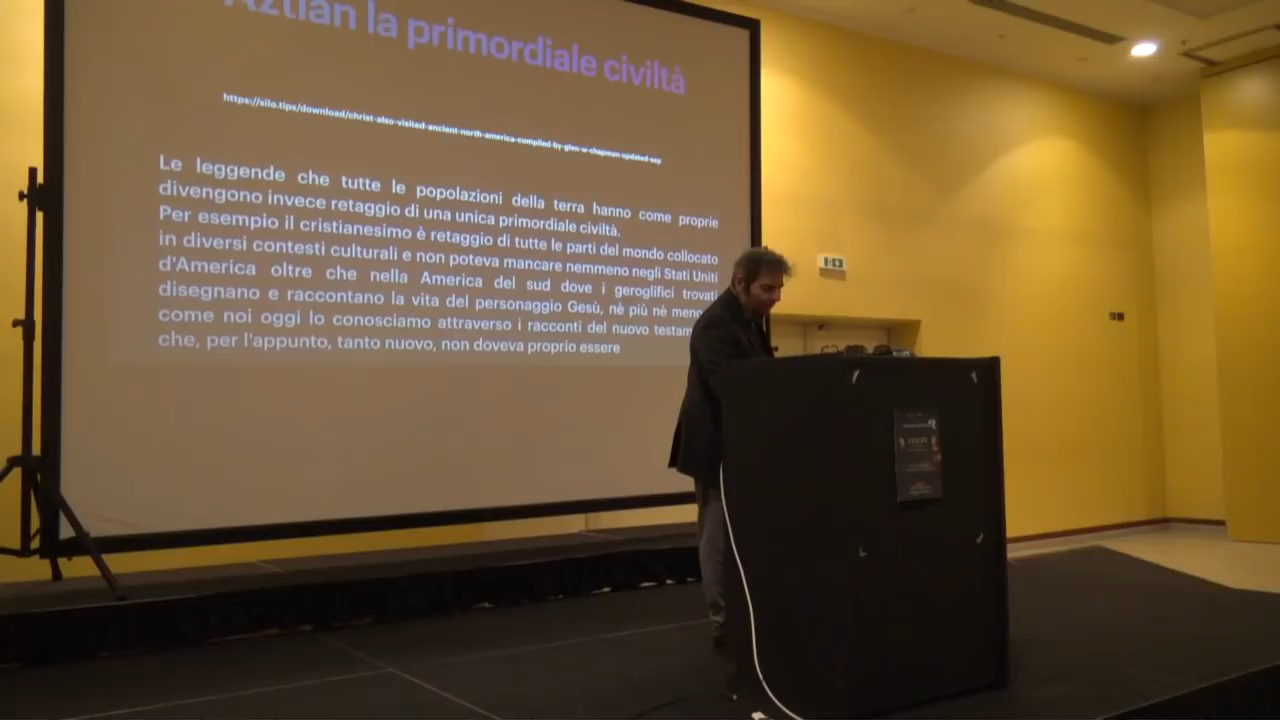 Aztlan la primordiale civiltà
https://silo.tips/download/christ-also-visited-ancient-north-america-compiled-by-glen-w-chapman-updated-sep
Le leggende che tutte le popolazioni della terra hanno come proprie
divengono invece retaggio di una unica primordiale civiltà.
Per esempio il cristianesimo è retaggio di tutte le parti del mondo collocato
in diversi contesti culturali e non poteva mancare nemmeno negli Stati Uniti
d'America oltre che nella America del sud dove i geroglifici trovati
disegnano e raccontano la vita del personaggio Gesù, nè più nè meno
come noi oggi lo conosciamo attraverso i racconti del nuovo testam
che, per l'appunto, tanto nuovo, non doveva proprio essere